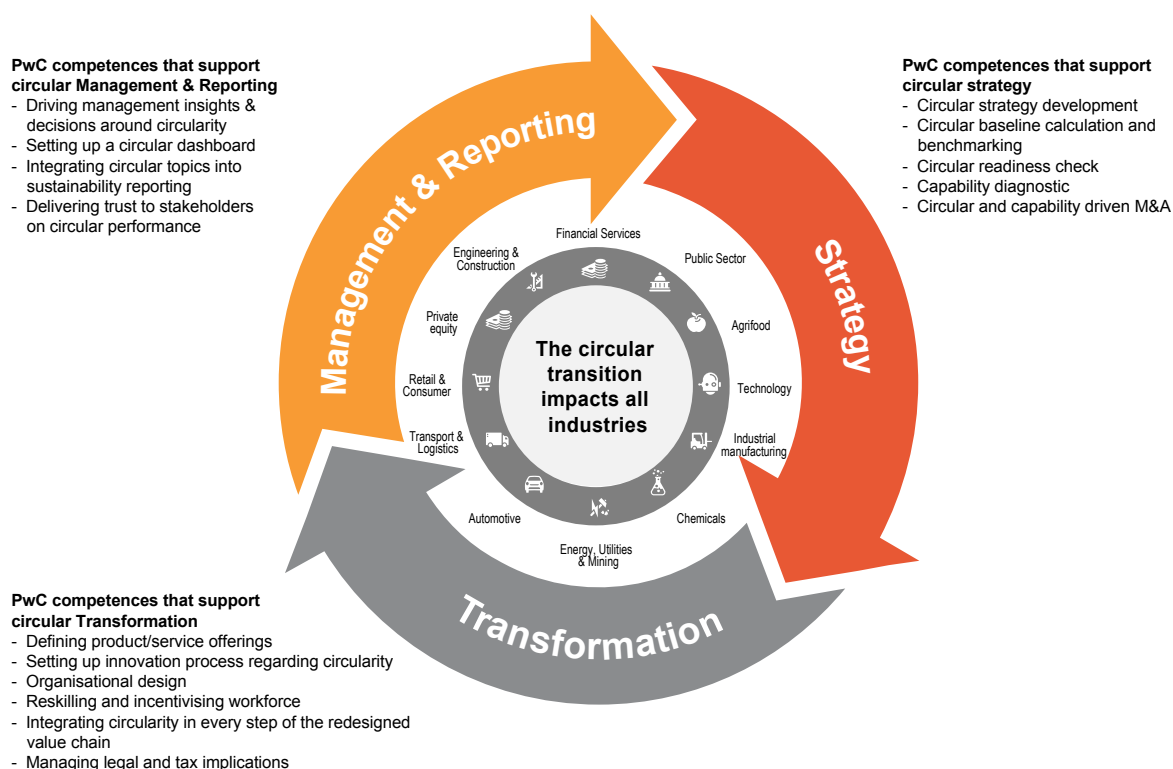 PwC competences that support
circular Management & Reporting
- Driving management insights &
decisions around circularity
- Setting up a circular dashboard
- Integrating circular topics into
sustainability reporting
- Delivering trust to stakeholders
on circular performance
PwC competences that support
circular strategy
- Circular strategy development
- Circular baseline calculation and
benchmarking
- Circular readiness check
- Capability diagnostic
- Circular and capability driven M&A
Management & Reporting
Strategy
Transformation
Financial Services
Public Sector
Agrifood
Technology
Industrial
manufacturing
Chemicals
Energy, Utilities
& Mining
Automotive
Transport &
Logistics
Retail &
Consumer
Private
equity
Engineering &
Construction
The circular
transition
impacts all
industries
PwC competences that support
circular Transformation
- Defining product/service offerings
- Setting up innovation process regarding circularity
- Organisational design
- Reskilling and incentivising workforce
- Integrating circularity in every step of the redesigned
value chain
- Managing legal and tax implications